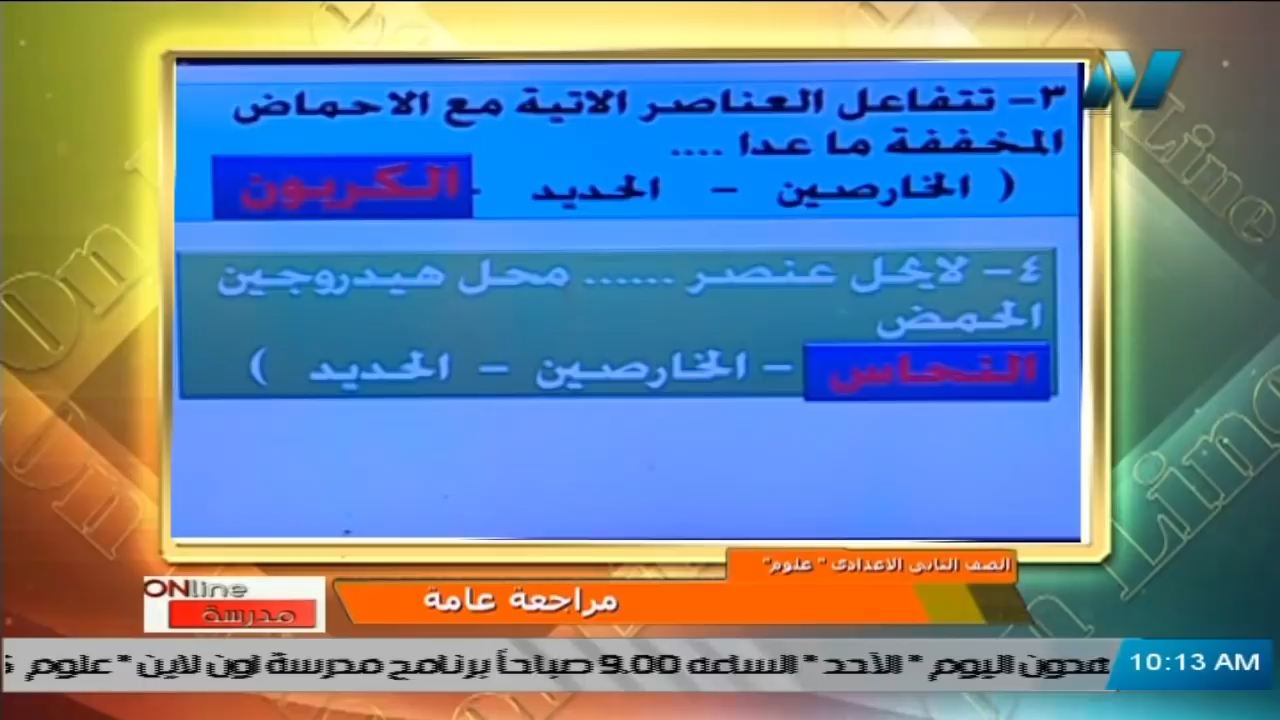 ٣- تتفاعل العناصر الاتية مع الاحماض
المخففة ما عدا ....
( الخارصين - الحديد - الكربون
٤- لايحل عنصر ...... محل هيدروجين
الحمض
النحاس - الخارصين - الحديد )
الصف الثانى الاعدادى " علوم"
مراجعة عامة
ONline
مدرسة
اليوم " الأحد " الساعه 9.00 صباحاً برنامج مدرسة اون لاين " علوم
10:13 AM